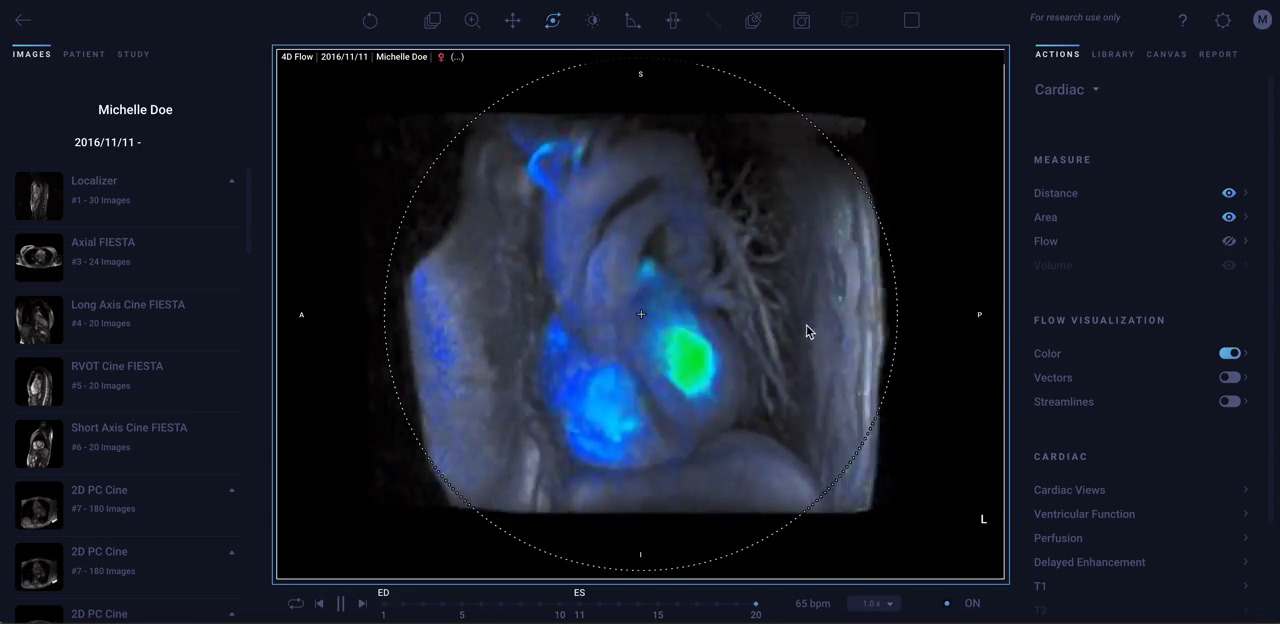 For research use only
?
M
IMAGES PATIENT STUDY
Michelle Doe
2016/11/11 -
Localizer
#1 - 30 Images
Axial FIESTA
#3 - 24 Images
Long Axis Cine FIESTA
#4 - 20 Images
RVOT Cine FIESTA
#5 - 20 Images
Short Axis Cine FIESTA
#6 - 20 Images
2D PC Cine
#7 - 180 Images
2D PC Cine
#7 - 180 Images
2D PC Cine
4D Flow | 2016/11/11 | Michelle Doe | ♀ (...)
S
A
P
L
I
ED ES
1 5 10 11 15 20
65 bpm
1.0 x
ON
ACTIONS LIBRARY CANVAS REPORT
Cardiac
MEASURE
Distance
Area
Flow
Volume
FLOW VISUALIZATION
Color
Vectors
Streamlines
CARDIAC
Cardiac Views
Ventricular Function
Perfusion
Delayed Enhancement
T1
T2